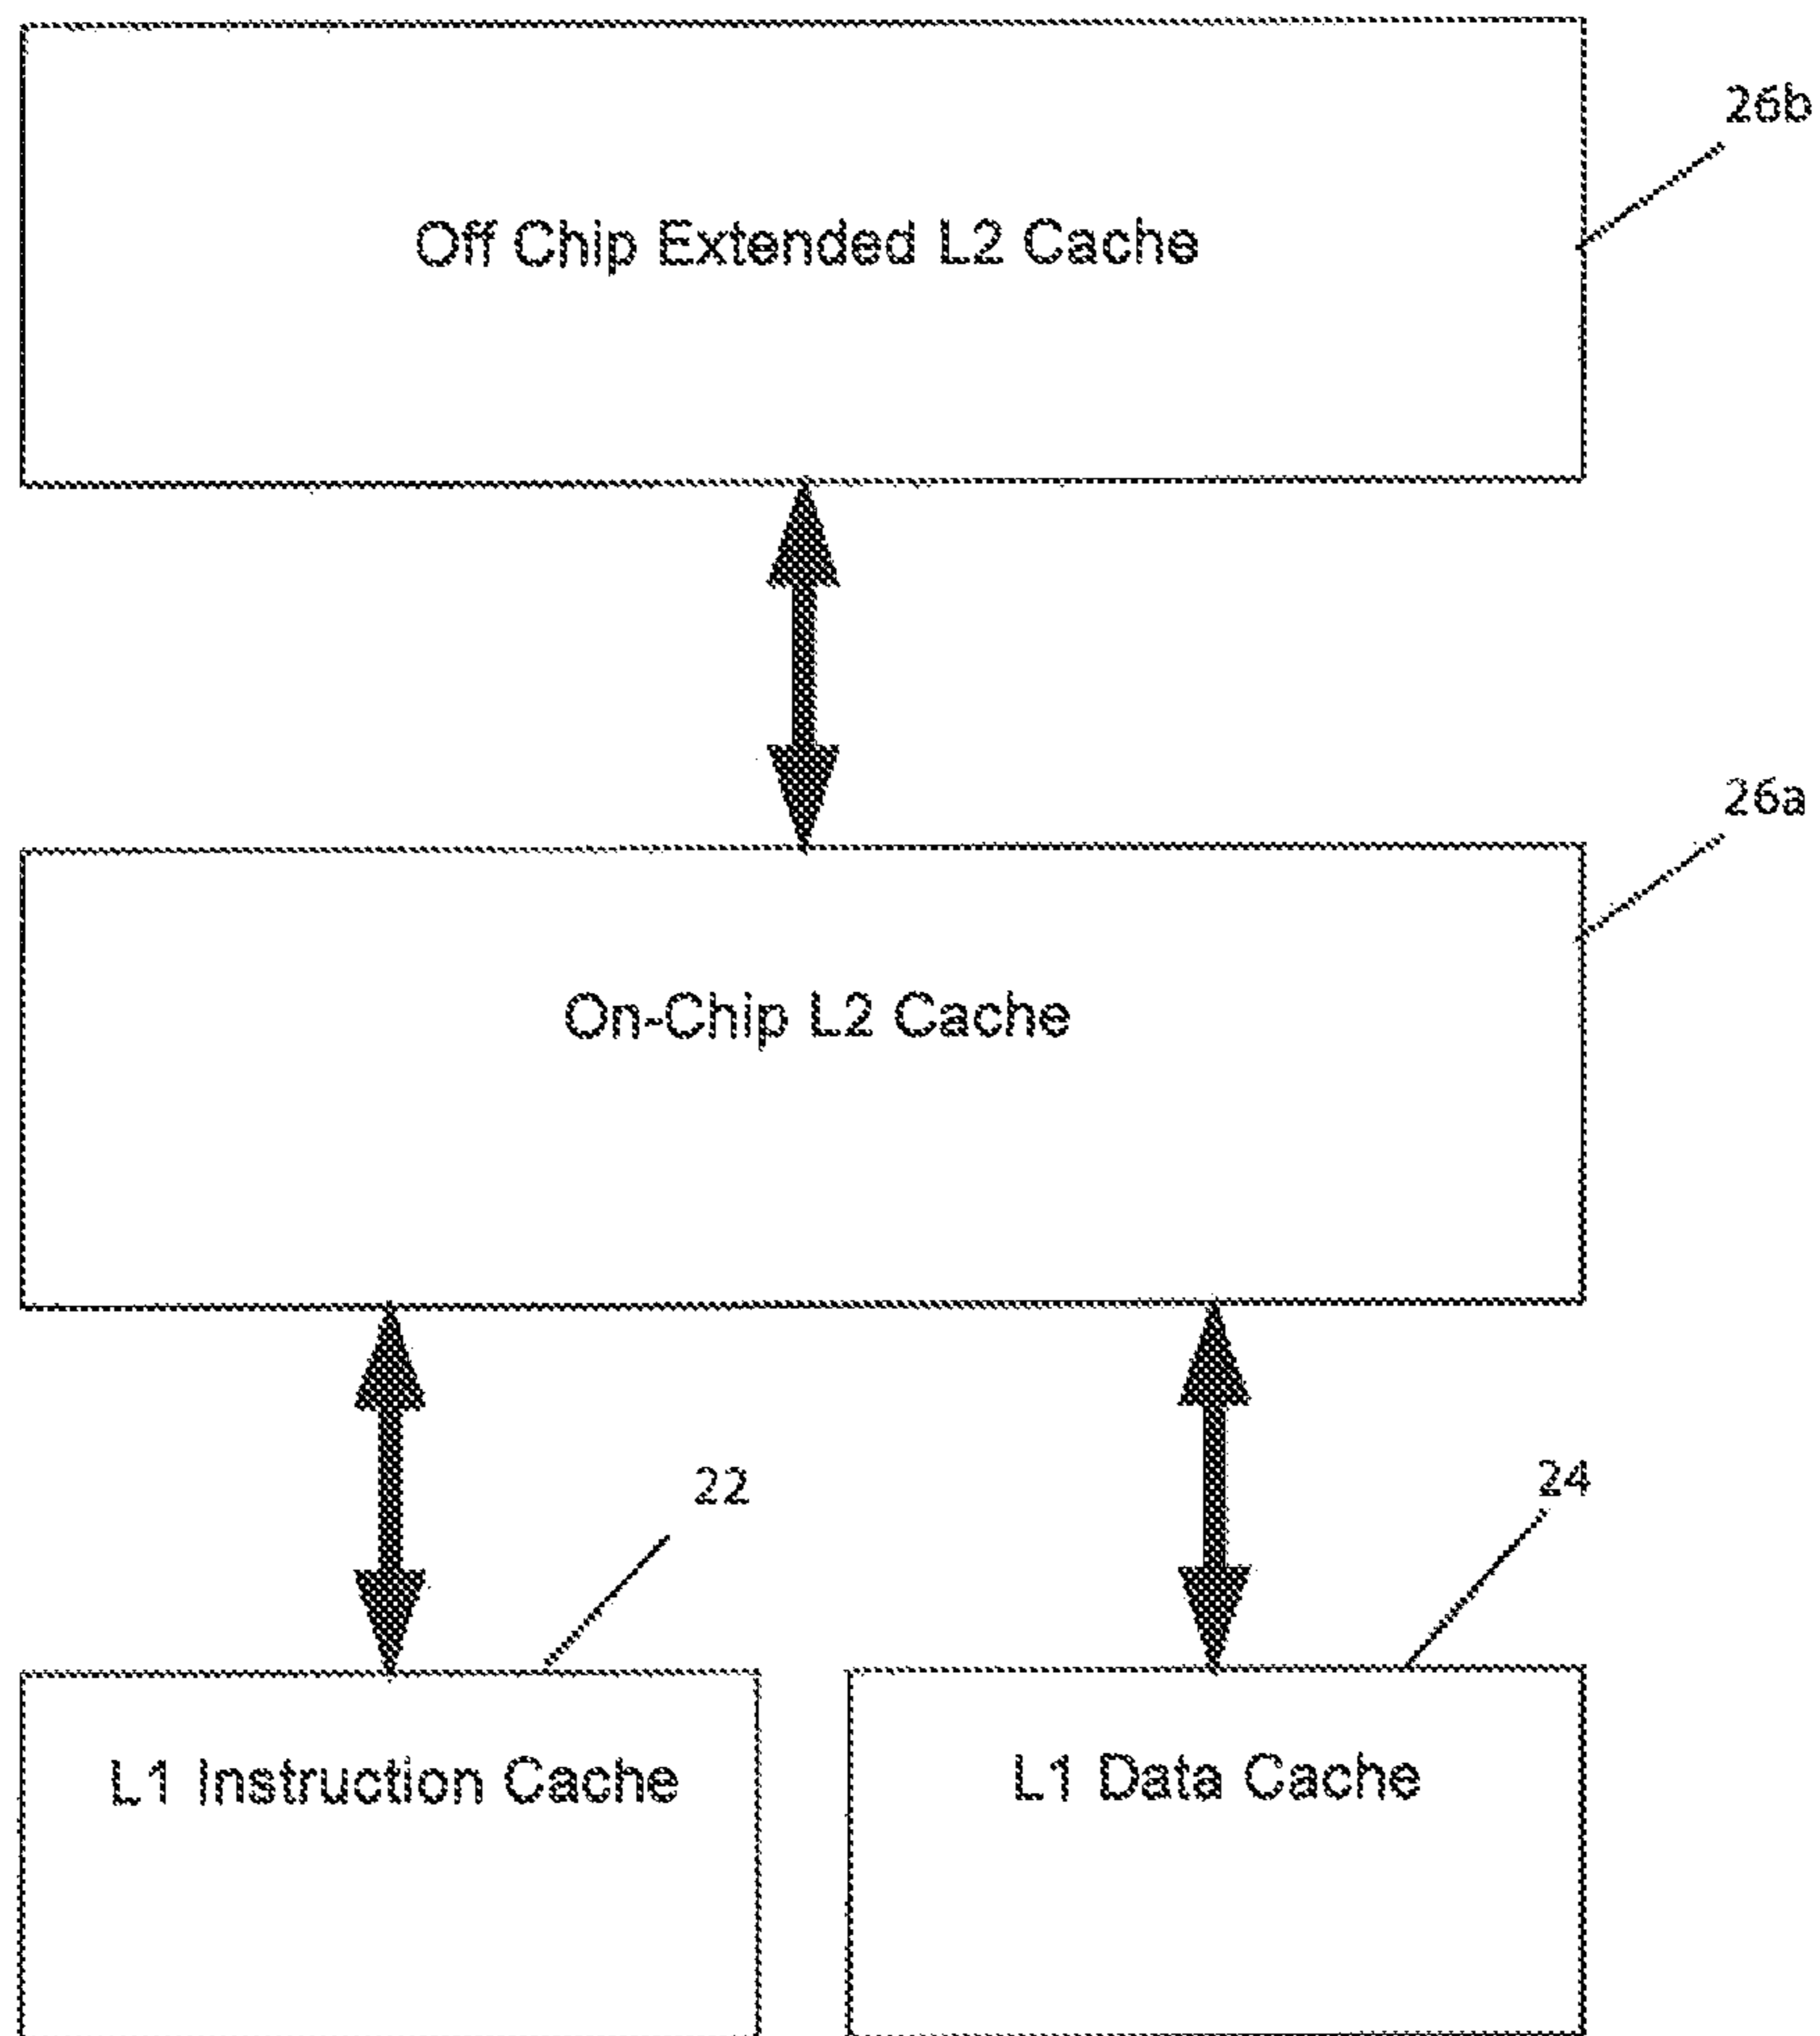 26b
Off Chip Extended L2 Cache
26a
On-Chip L2 Cache
22
24
L1 Instruction Cache
L1 Data Cache